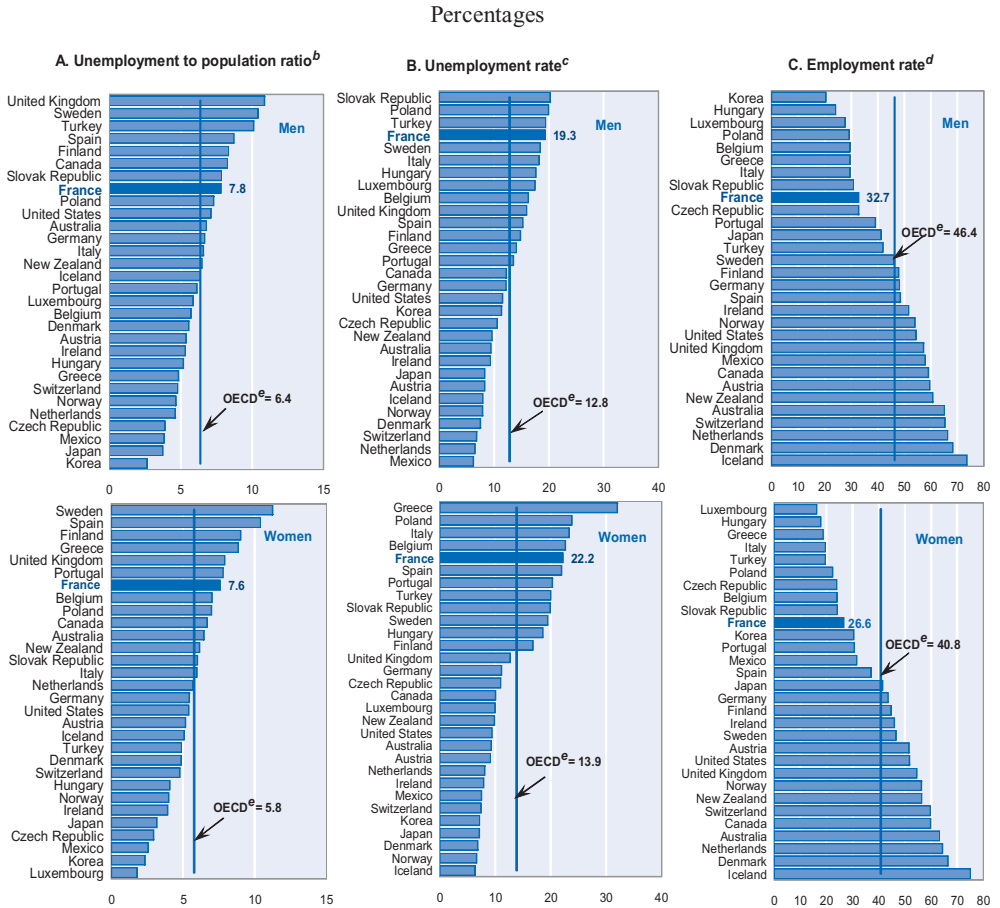 Percentages
A. Unemployment to population ratio^b
United Kingdom
Sweden
Turkey
Men
Spain
Finland
Canada
Slovak Republic
France 7.8
Poland
United States
Australia
Germany
Italy
New Zealand
Iceland
Portugal
Luxembourg
Belgium
Denmark
Austria
Ireland
Hungary
Greece
Switzerland
OECD^e= 6.4
Norway
Netherlands
Czech Republic
Mexico
Japan
Korea
0 5 10 15
Sweden
Spain
Finland
Women
Greece
United Kingdom
Portugal
France 7.6
Belgium
Poland
Canada
Australia
New Zealand
Slovak Republic
Italy
Netherlands
Germany
United States
Austria
Iceland
Turkey
Denmark
Switzerland
Hungary
Norway
OECD^e= 5.8
Ireland
Japan
Czech Republic
Mexico
Korea
Luxembourg
0 5 10 15
B. Unemployment rate^c
Slovak Republic
Poland
Turkey
Men
France 19.3
Sweden
Italy
Hungary
Luxembourg
Belgium
United Kingdom
Spain
Finland
Greece
Portugal
Canada
Germany
United States
Korea
Czech Republic
New Zealand
Australia
Ireland
Japan
Austria
Iceland
OECD^e= 12.8
Norway
Denmark
Switzerland
Netherlands
Mexico
0 10 20 30 40
Greece
Poland
Italy
Women
Belgium
France 22.2
Spain
Portugal
Turkey
Slovak Republic
Sweden
Hungary
Finland
United Kingdom
Germany
Czech Republic
Canada
Luxembourg
New Zealand
United States
Australia
Austria
OECD^e= 13.9
Netherlands
Ireland
Mexico
Switzerland
Korea
Japan
Denmark
Norway
Iceland
0 10 20 30 40
C. Employment rate^d
Korea
Hungary
Luxembourg
Men
Poland
Belgium
Greece
Italy
Slovak Republic
France 32.7
Czech Republic
Portugal
Japan
OECD^e= 46.4
Turkey
Sweden
Finland
Germany
Spain
Ireland
Norway
United States
United Kingdom
Mexico
Canada
Austria
New Zealand
Australia
Switzerland
Netherlands
Denmark
Iceland
0 10 20 30 40 50 60 70 80
Luxembourg
Hungary
Greece
Women
Italy
Turkey
Poland
Czech Republic
Belgium
Slovak Republic
France 26.6
Korea
Portugal
OECD^e= 40.8
Mexico
Spain
Japan
Germany
Finland
Ireland
Sweden
Austria
United States
United Kingdom
Norway
New Zealand
Switzerland
Canada
Australia
Netherlands
Denmark
Iceland
0 10 20 30 40 50 60 70 80